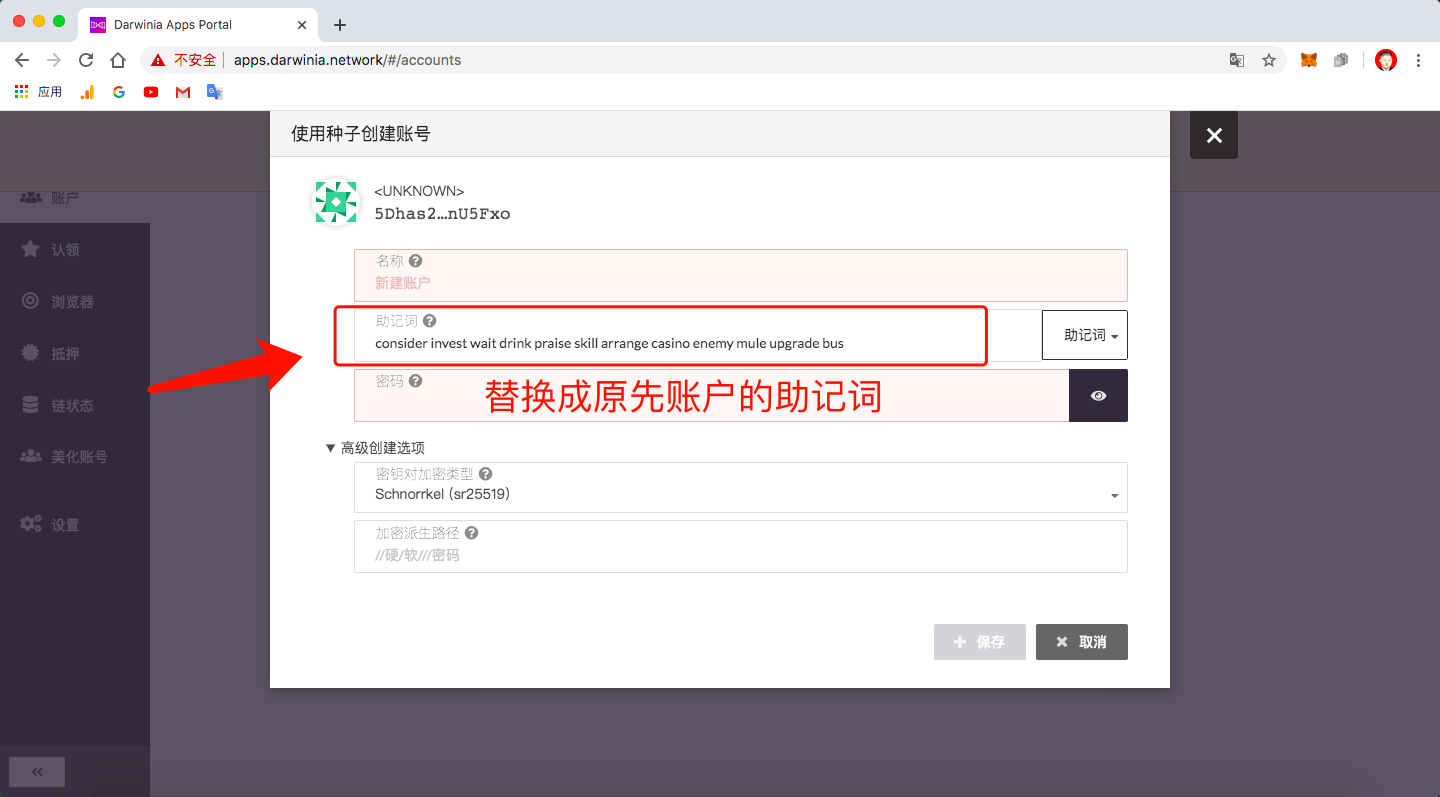 Darwinia Apps Portal
不安全 apps.darwinia.network/#/accounts
应用
使用种子创建账号
账户
认领
浏览器
抵押
链状态
美化账号
设置
<UNKNOWN>
5Dhas2…nU5Fxo
名称
新建账户
助记词
consider invest wait drink praise skill arrange casino enemy mule upgrade bus
助记词
密码
替换成原先账户的助记词
高级创建选项
密钥对加密类型
Schnorrkel (sr25519)
加密派生路径
//硬/软///密码
保存
取消